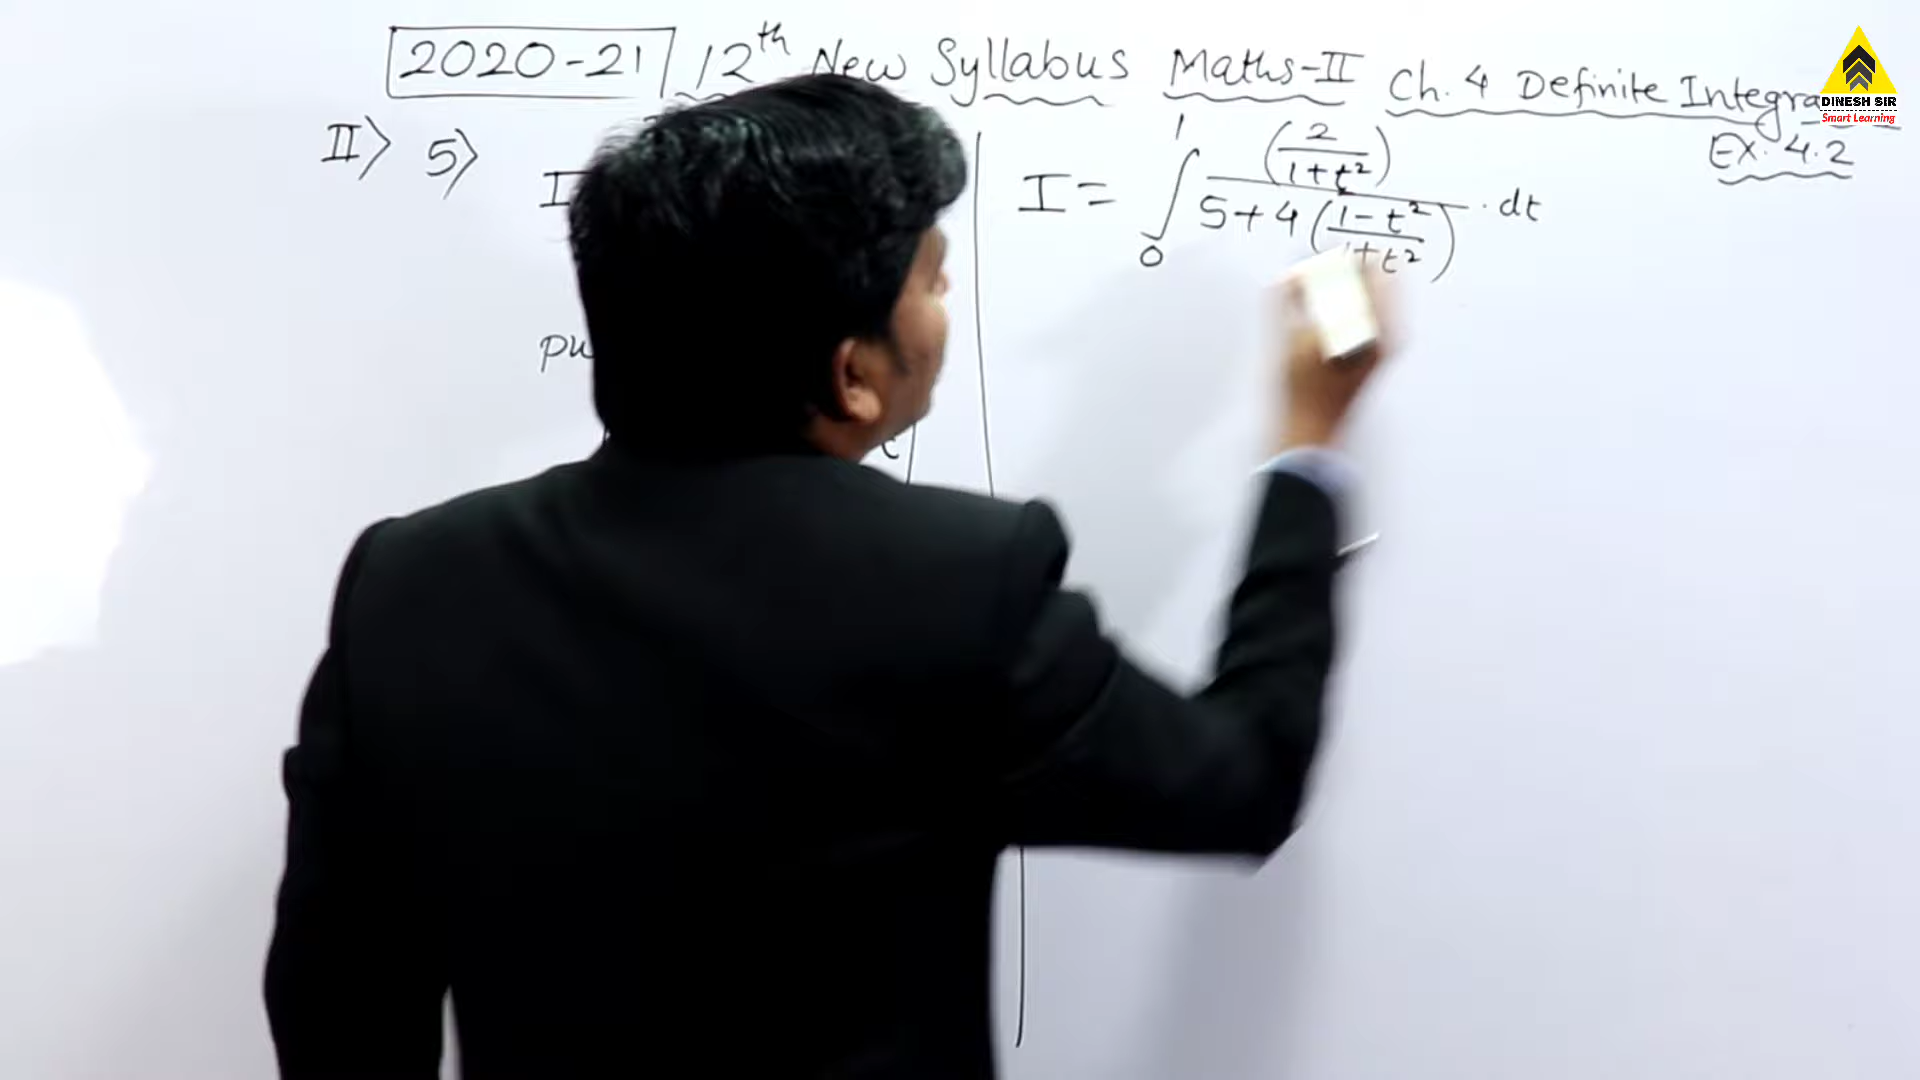 2020-21 12th New Syllabus Maths-II Ch. 4 Definite Integra
DINESH SIR
Smart Learning
Ex. 4.2
II> 5>
I
I = ∫₀¹ (2/(1+t²)) / (5+4((1-t²)/(1+t²))) . dt
pu
t